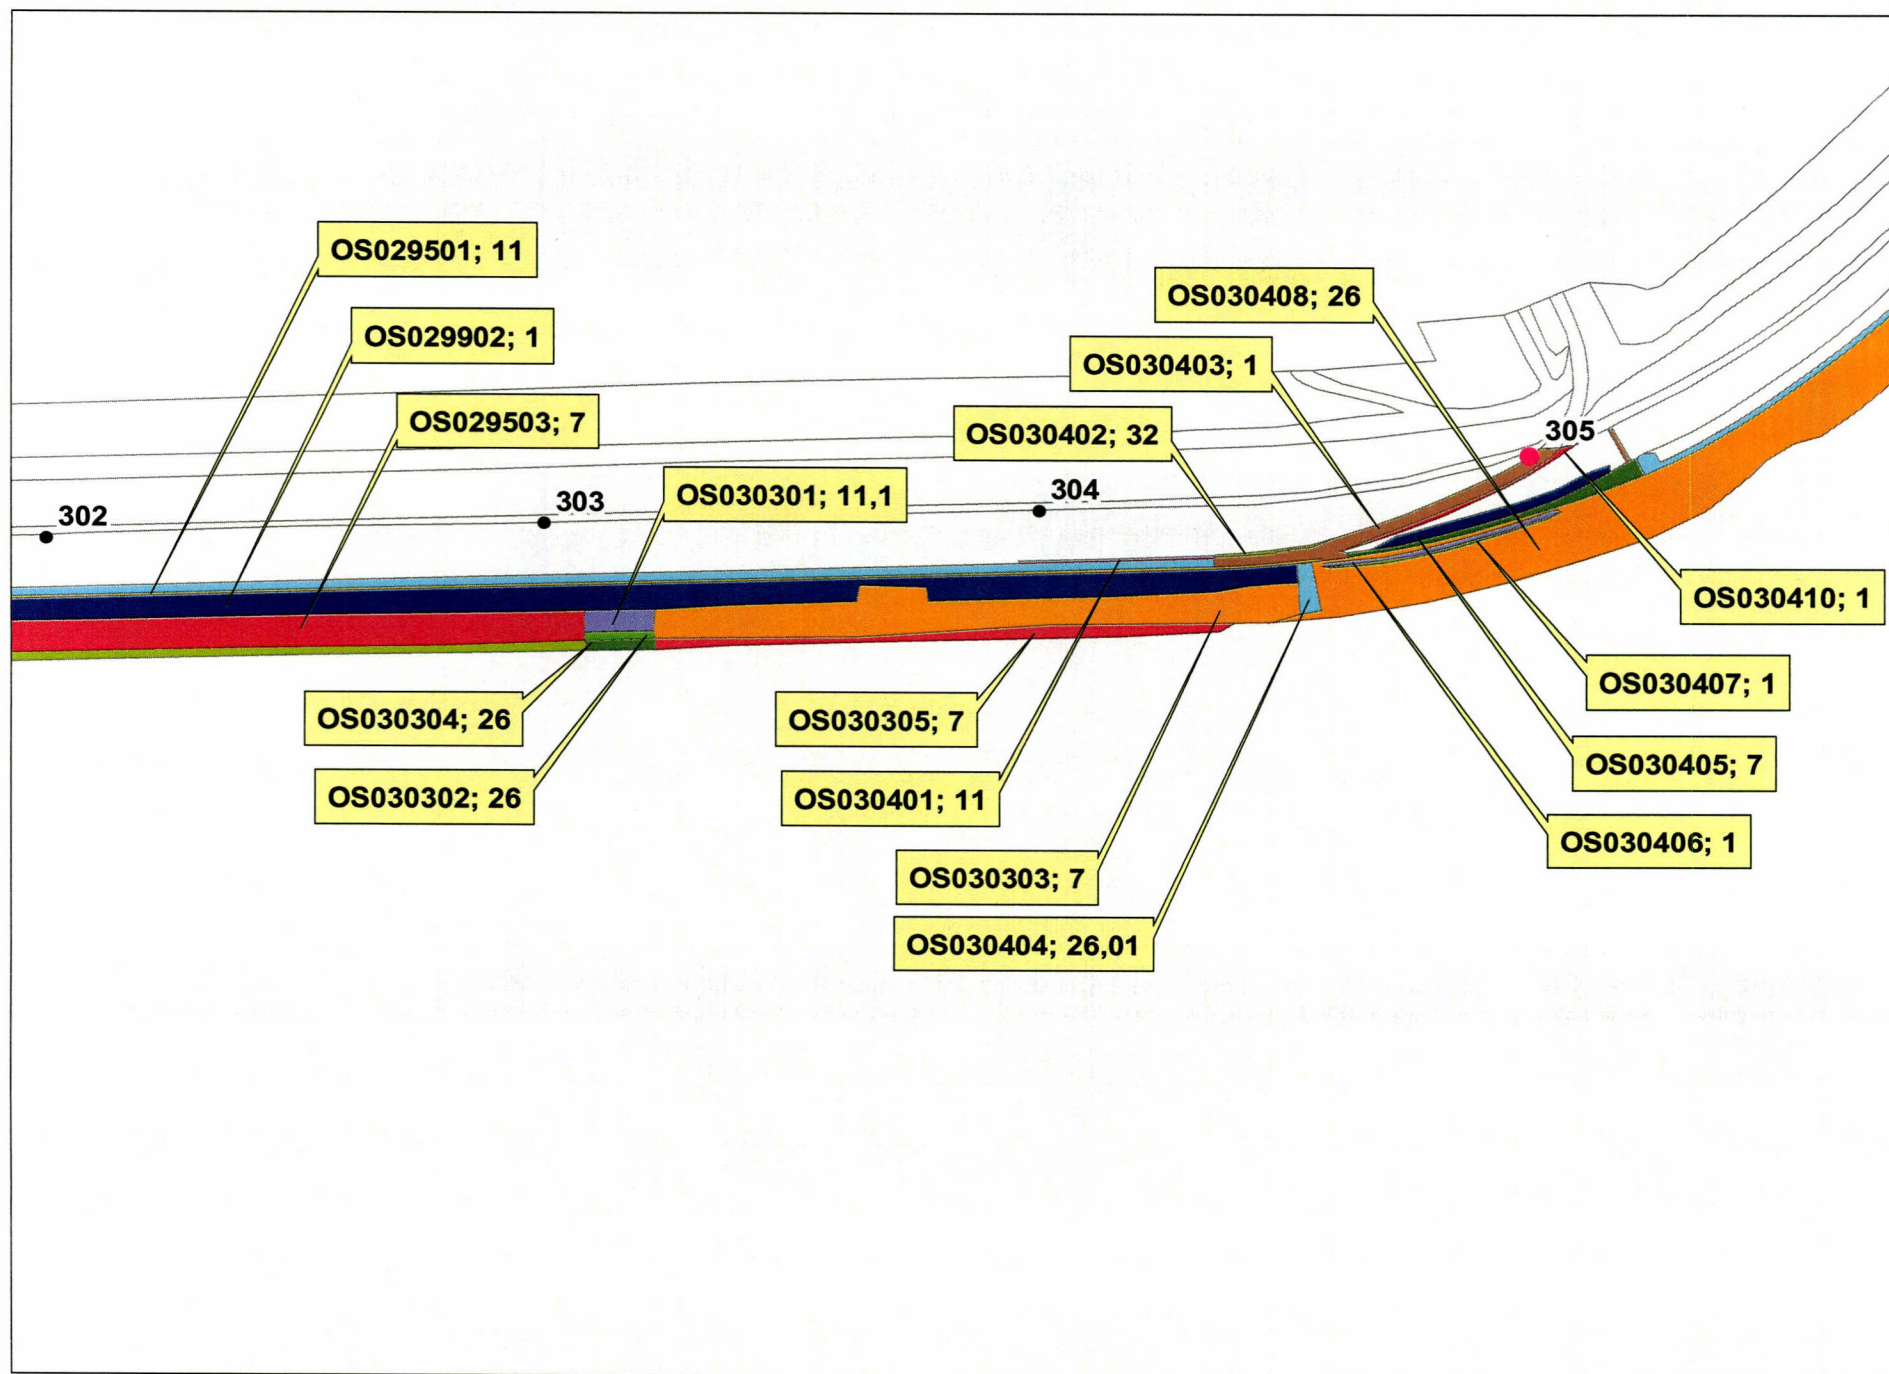 OS029501; 11
OS030408; 26
OS029902; 1
OS030403; 1
OS029503; 7
OS030402; 32
305
OS030301; 11,1
304
303
302
OS030410; 1
OS030407; 1
OS030304; 26
OS030305; 7
OS030405; 7
OS030302; 26
OS030401; 11
OS030406; 1
OS030303; 7
OS030404; 26,01